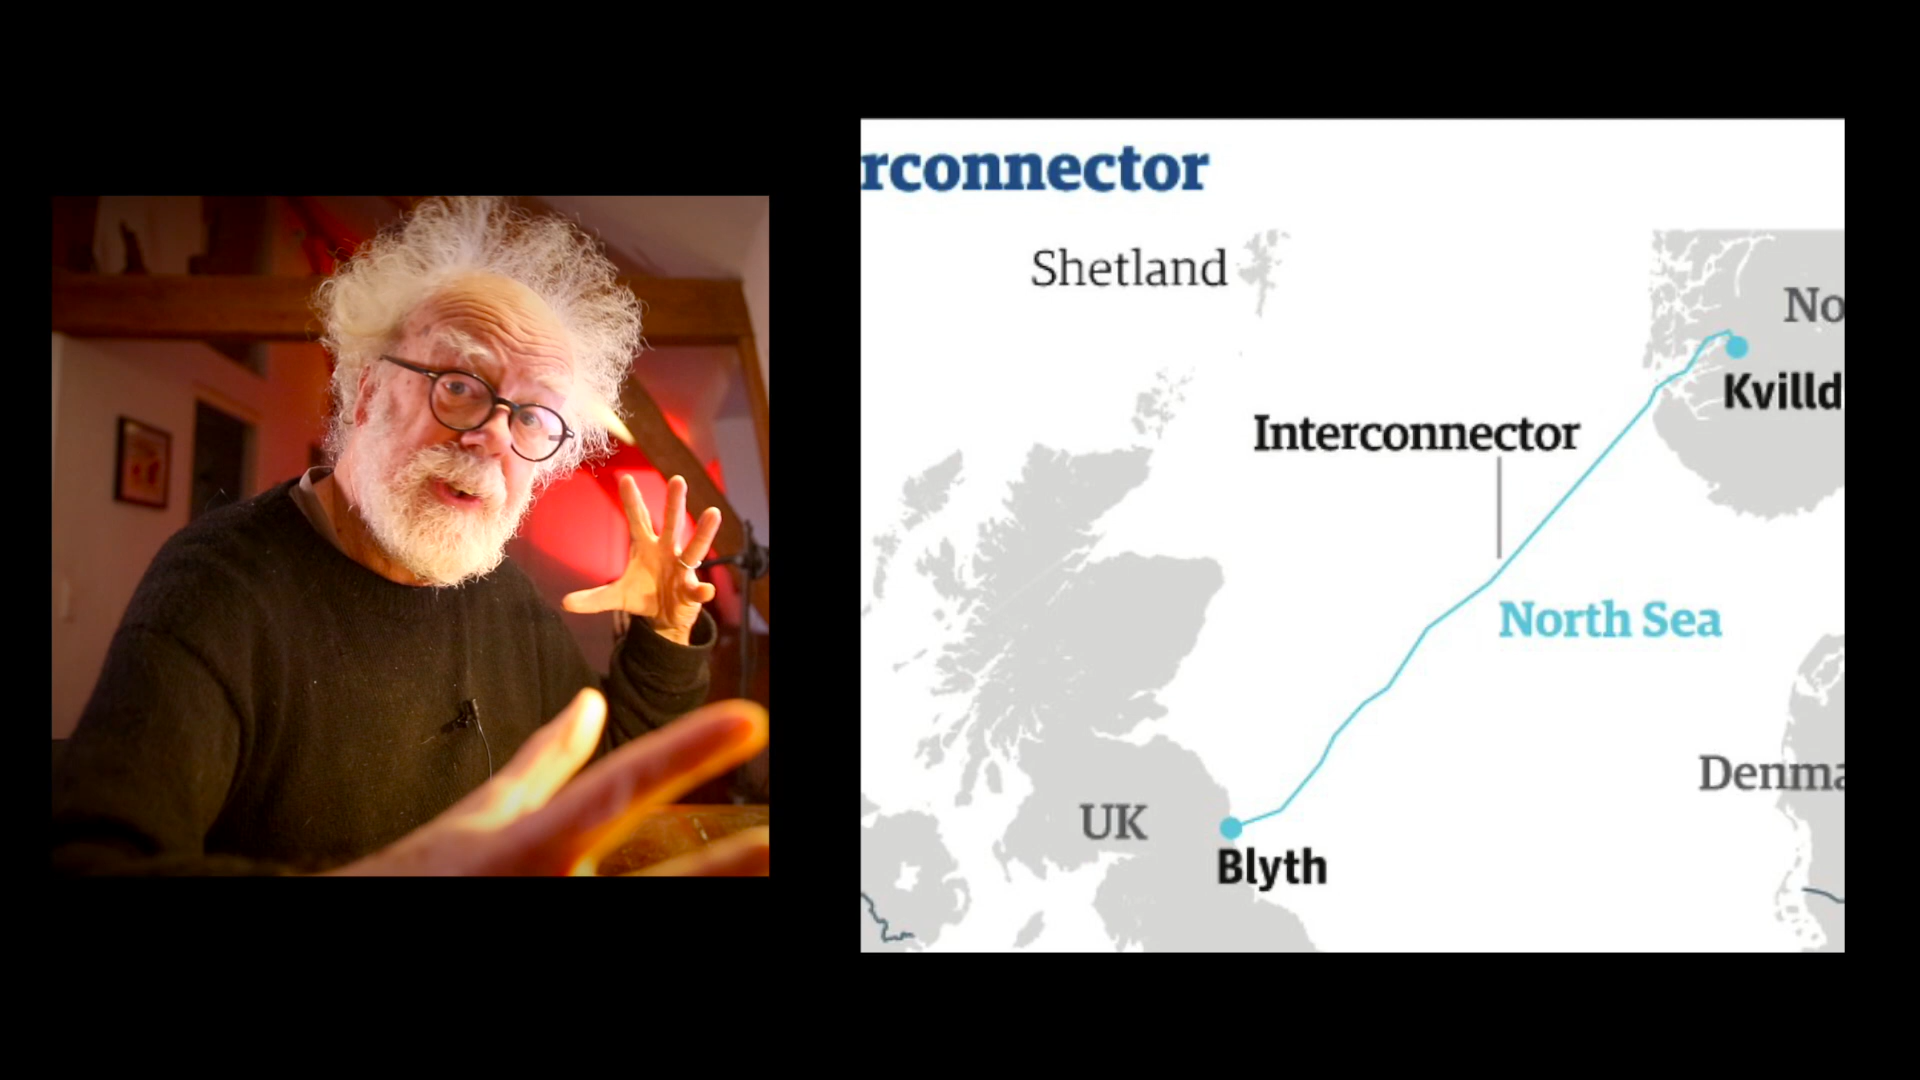 rconnector
Shetland
No
Kvilld
Interconnector
North Sea
Denma
UK
Blyth